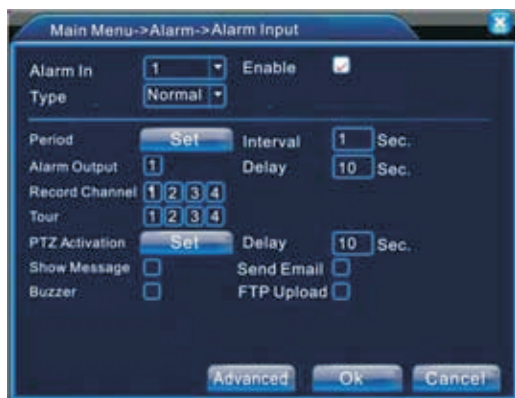 Main Menu->Alarm->Alarm Input
Alarm In 1 Enable
Type Normal
Period Set Interval 1 Sec.
Alarm Output 1 Delay 10 Sec.
Record Channel 1 2 3 4
Tour 1 2 3 4
PTZ Activation Set Delay 10 Sec.
Show Message Send Email
Buzzer FTP Upload
Advanced Ok Cancel